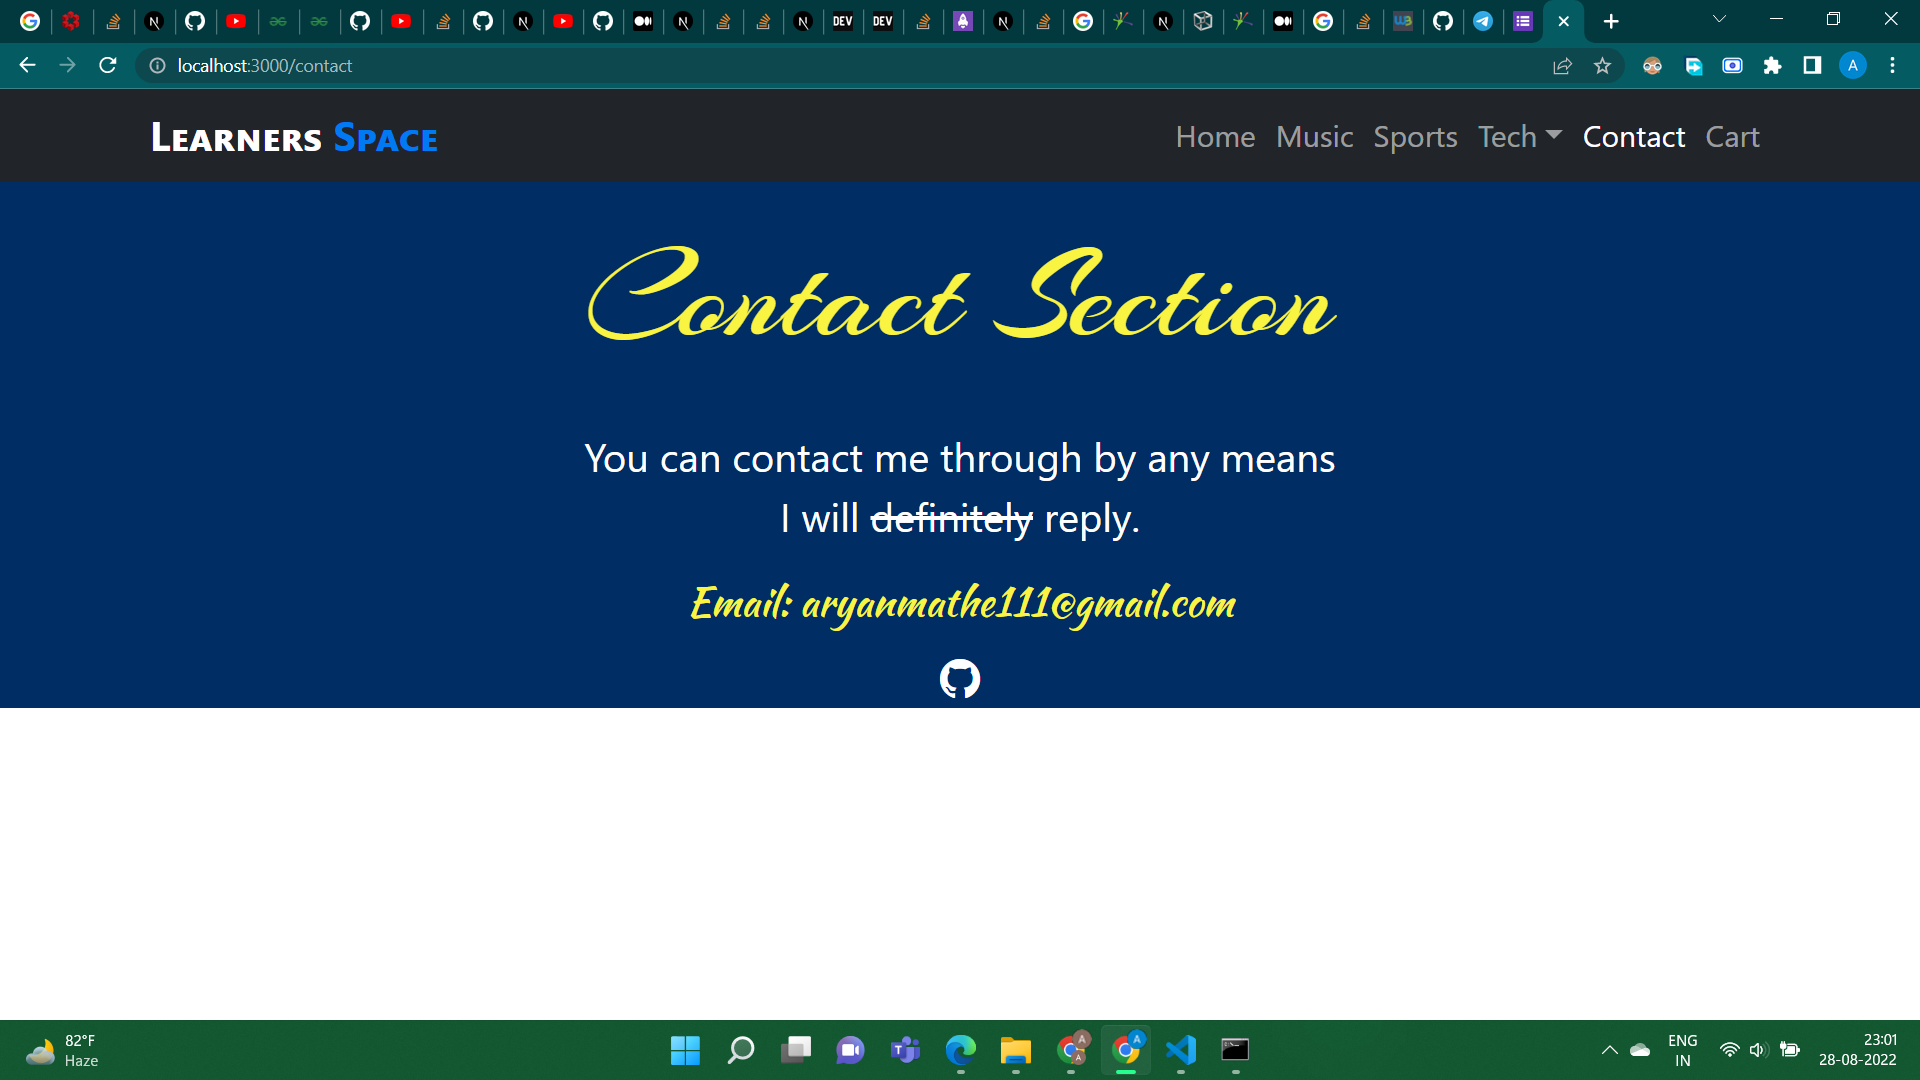 DEV DEV
localhost:3000/contact
A
LEARNERS SPACE
Home Music Sports Tech Contact Cart
Contact Section
You can contact me through by any means
I will definitely reply.
Email: aryanmathe111@gmail.com
82°F
Haze
ENG
IN
23:01
28-08-2022